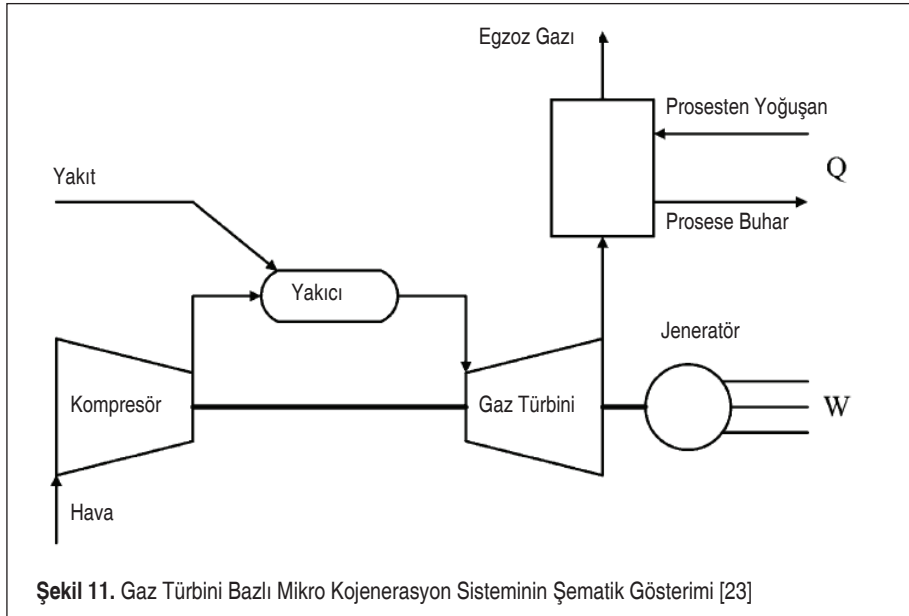 Egzoz Gazı
Prosesten Yoğuşan
Q
Prosese Buhar
Yakıt
Yakıcı
Jeneratör
Kompresör
Gaz Türbini
W
Hava
Şekil 11. Gaz Türbini Bazlı Mikro Kojenerasyon Sisteminin Şematik Gösterimi [23]